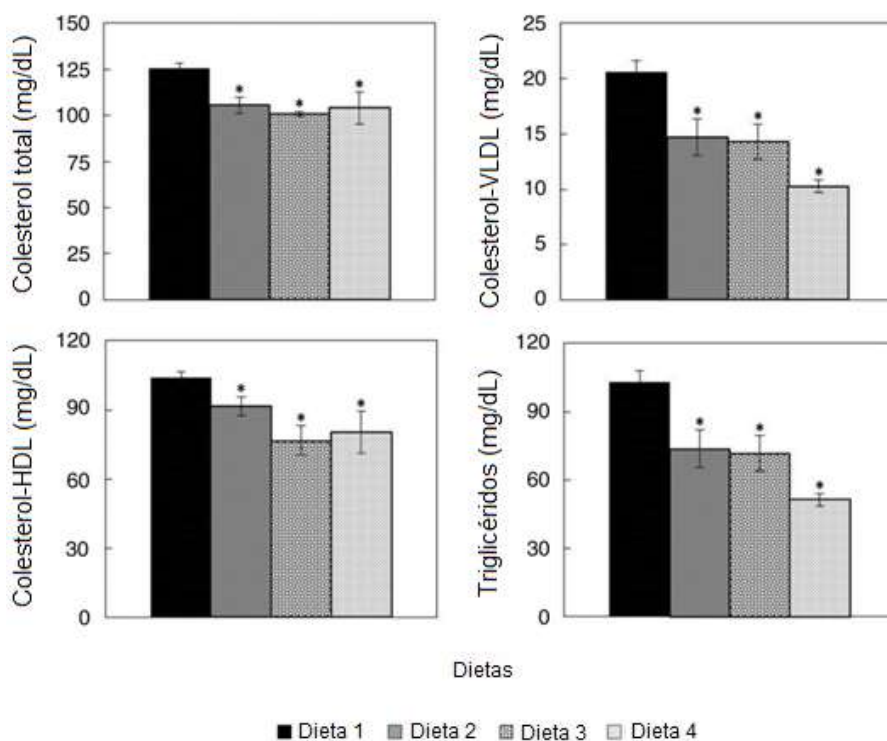 Colesterol total (mg/dL)
150
125
100
75
50
25
0
* * *
Colesterol-VLDL (mg/dL)
25
20
15
10
5
0
* * *
Colesterol-HDL (mg/dL)
120
90
60
30
0
* * *
Triglicéridos (mg/dL)
120
90
60
30
0
* * *
Dietas
Dieta 1 Dieta 2 Dieta 3 Dieta 4